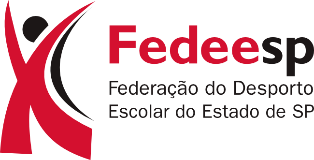 Fedeesp
Federação do Desporto
Escolar do Estado de SP